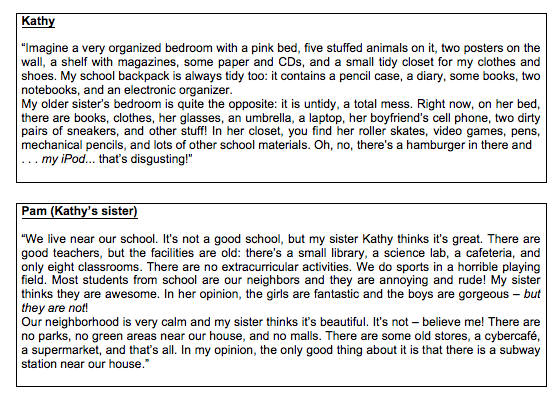 Kathy
“Imagine a very organized bedroom with a pink bed, five stuffed animals on it, two posters on the
wall, a shelf with magazines, some paper and CDs, and a small tidy closet for my clothes and
shoes. My school backpack is always tidy too: it contains a pencil case, a diary, some books, two
notebooks, and an electronic organizer.
My older sister’s bedroom is quite the opposite: it is untidy, a total mess. Right now, on her bed,
there are books, clothes, her glasses, an umbrella, a laptop, her boyfriend’s cell phone, two dirty
pairs of sneakers, and other stuff! In her closet, you find her roller skates, video games, pens,
mechanical pencils, and lots of other school materials. Oh, no, there’s a hamburger in there and
. . . my iPod... that’s disgusting!”
Pam (Kathy’s sister)
“We live near our school. It’s not a good school, but my sister Kathy thinks it’s great. There are
good teachers, but the facilities are old: there’s a small library, a science lab, a cafeteria, and
only eight classrooms. There are no extracurricular activities. We do sports in a horrible playing
field. Most students from school are our neighbors and they are annoying and rude! My sister
thinks they are awesome. In her opinion, the girls are fantastic and the boys are gorgeous – but
they are not!
Our neighborhood is very calm and my sister thinks it’s beautiful. It’s not – believe me! There are
no parks, no green areas near our house, and no malls. There are some old stores, a cybercafé,
a supermarket, and that’s all. In my opinion, the only good thing about it is that there is a subway
station near our house.”